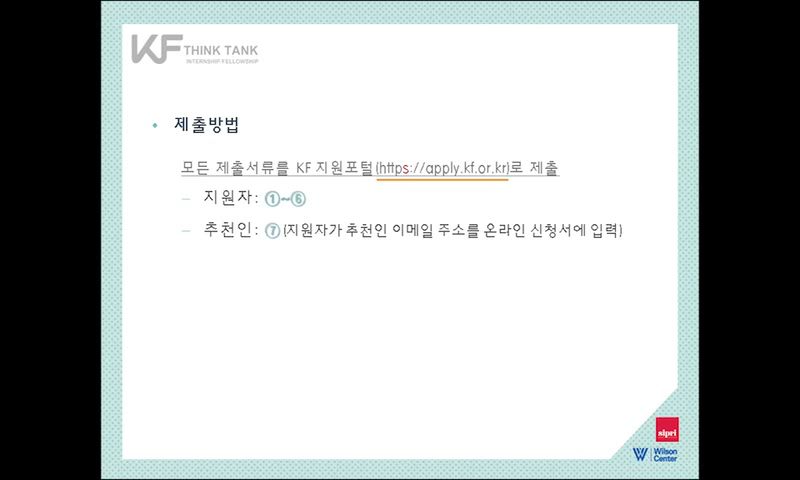 KF THINK TANK
INTERNSHIP FELLOWSHIP
제출방법
모든 제출서류를 KF 지원포털(https://apply.kf.or.kr)로 제출
– 지원자: ①~⑥
– 추천인: ⑦ (지원자가 추천인 이메일 주소를 온라인 신청서에 입력)
sipri
W Wilson
Center